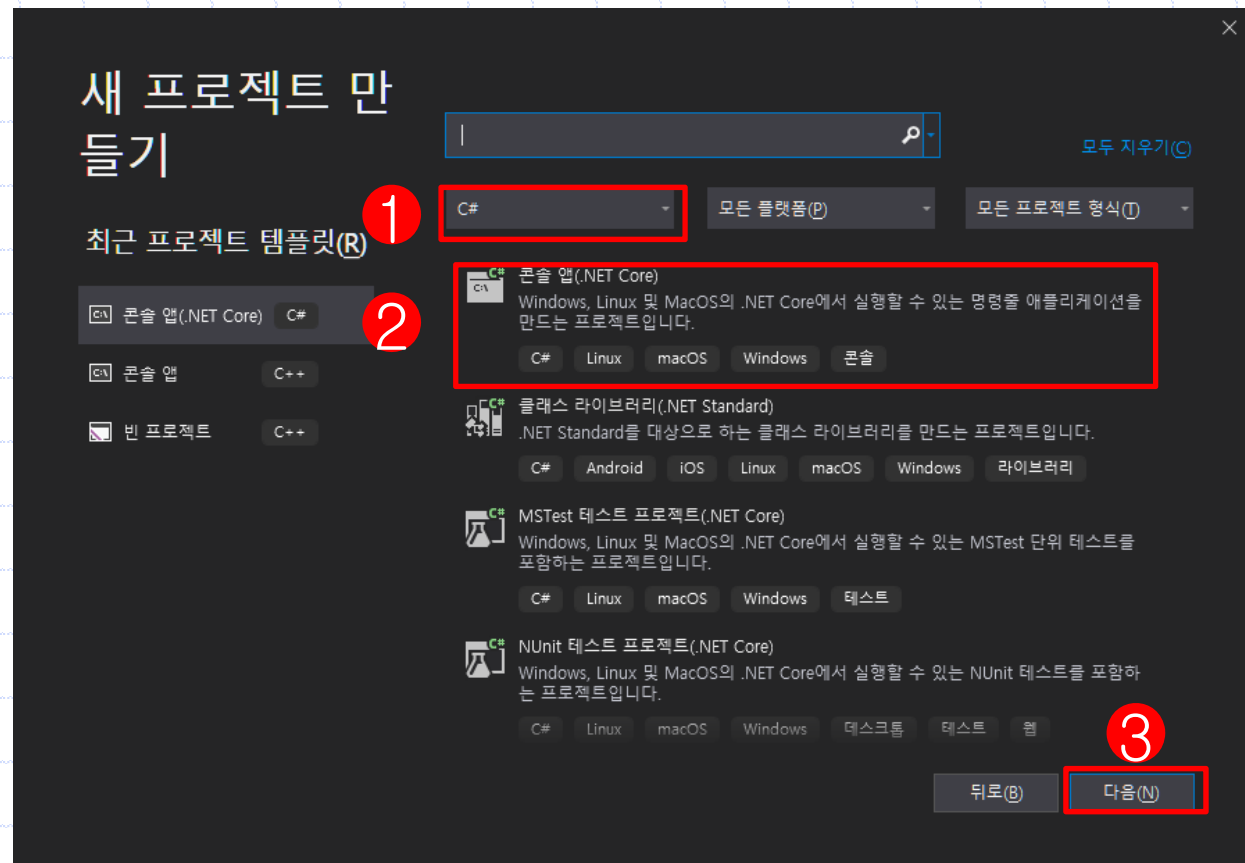 새 프로젝트 만
들기
모두 지우기(C)
1
C#
모든 플랫폼(P)
모든 프로젝트 형식(T)
최근 프로젝트 템플릿(R)
2
콘솔 앱(.NET Core) C#
콘솔 앱 C++
빈 프로젝트 C++
콘솔 앱(.NET Core)
Windows, Linux 및 MacOS의 .NET Core에서 실행할 수 있는 명령줄 애플리케이션을
만드는 프로젝트입니다.
C# Linux macOS Windows 콘솔
클래스 라이브러리(.NET Standard)
.NET Standard를 대상으로 하는 클래스 라이브러리를 만드는 프로젝트입니다.
C# Android iOS Linux macOS Windows 라이브러리
MSTest 테스트 프로젝트(.NET Core)
Windows, Linux 및 MacOS의 .NET Core에서 실행할 수 있는 MSTest 단위 테스트를
포함하는 프로젝트입니다.
C# Linux macOS Windows 테스트
NUnit 테스트 프로젝트(.NET Core)
Windows, Linux 및 MacOS의 .NET Core에서 실행할 수 있는 NUnit 테스트를 포함하
는 프로젝트입니다.
C# Linux macOS Windows 데스크톱 테스트 웹
3
뒤로(B)
다음(N)